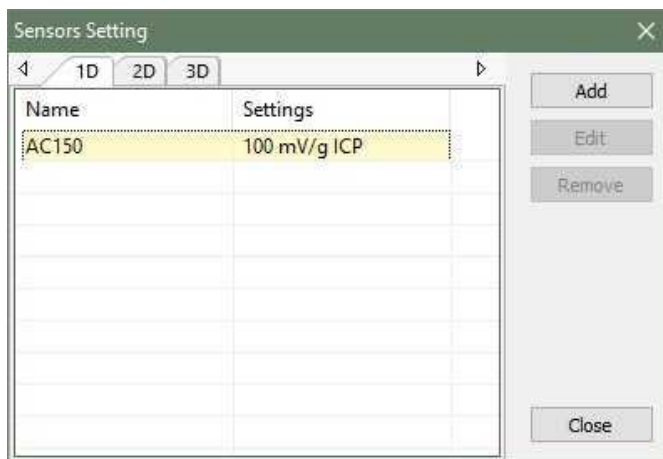 Sensors Setting
1D 2D 3D
Name Settings
AC150 100 mV/g ICP
Add
Edit
Remove
Close